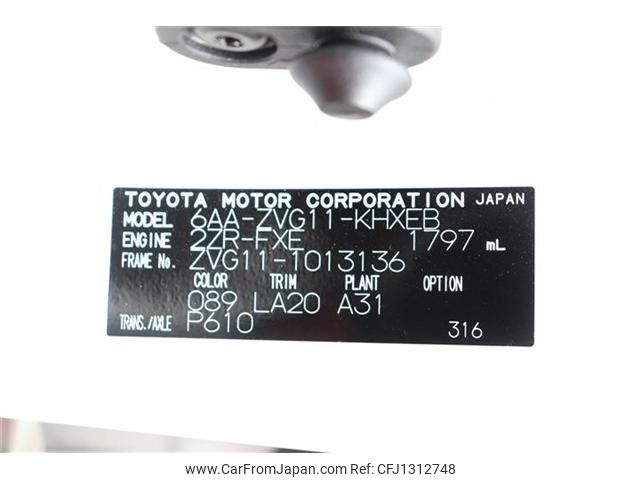 TOYOTA MOTOR CORPORATION JAPAN
MODEL 6AA-ZVG11-KHXEB
ENGINE 2ZR-FXE 1797 mL
FRAME No. ZVG11-1013136
COLOR TRIM PLANT OPTION
089 LA20 A31
TRANS./AXLE P610 316
© www.CarFromJapan.com, Ref:CFJ1312748